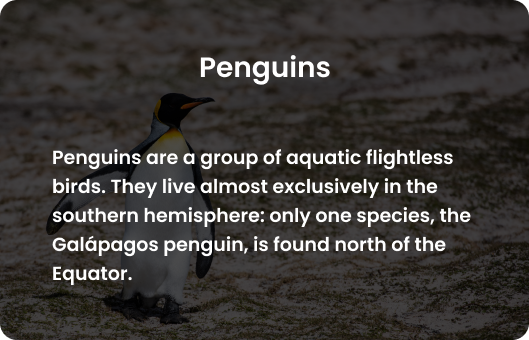 Penguins
Penguins are a group of aquatic flightless
birds. They live almost exclusively in the
southern hemisphere: only one species, the
Galápagos penguin, is found north of the
Equator.